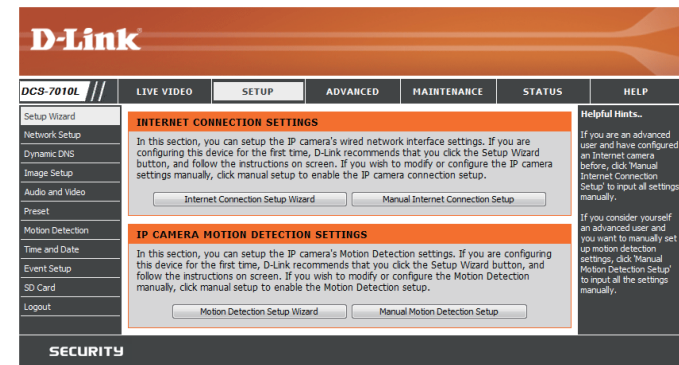 D-Link
DCS-7010L // LIVE VIDEO SETUP ADVANCED MAINTENANCE STATUS HELP
Setup Wizard
Network Setup
Dynamic DNS
Image Setup
Audio and Video
Preset
Motion Detection
Time and Date
Event Setup
SD Card
Logout
INTERNET CONNECTION SETTINGS
In this section, you can setup the IP camera's wired network interface settings. If you are
configuring this device for the first time, D-Link recommends that you click the Setup Wizard
button, and follow the instructions on screen. If you wish to modify or configure the IP camera
settings manually, click manual setup to enable the IP camera connection setup.
Internet Connection Setup Wizard Manual Internet Connection Setup
IP CAMERA MOTION DETECTION SETTINGS
In this section, you can setup the IP camera's Motion Detection settings. If you are configuring
this device for the first time, D-Link recommends that you click the Setup Wizard button, and
follow the instructions on screen. If you wish to modify or configure the Motion Detection
manually, click manual setup to enable the Motion Detection setup.
Motion Detection Setup Wizard Manual Motion Detection Setup
Helpful Hints..
If you are an advanced
user and have configured
an Internet camera
before, click 'Manual
Internet Connection
Setup' to input all settings
manually.
If you consider yourself
an advanced user and
you want to manually set
up motion detection
settings, click 'Manual
Motion Detection Setup'
to input all the settings
manually.
SECURITY